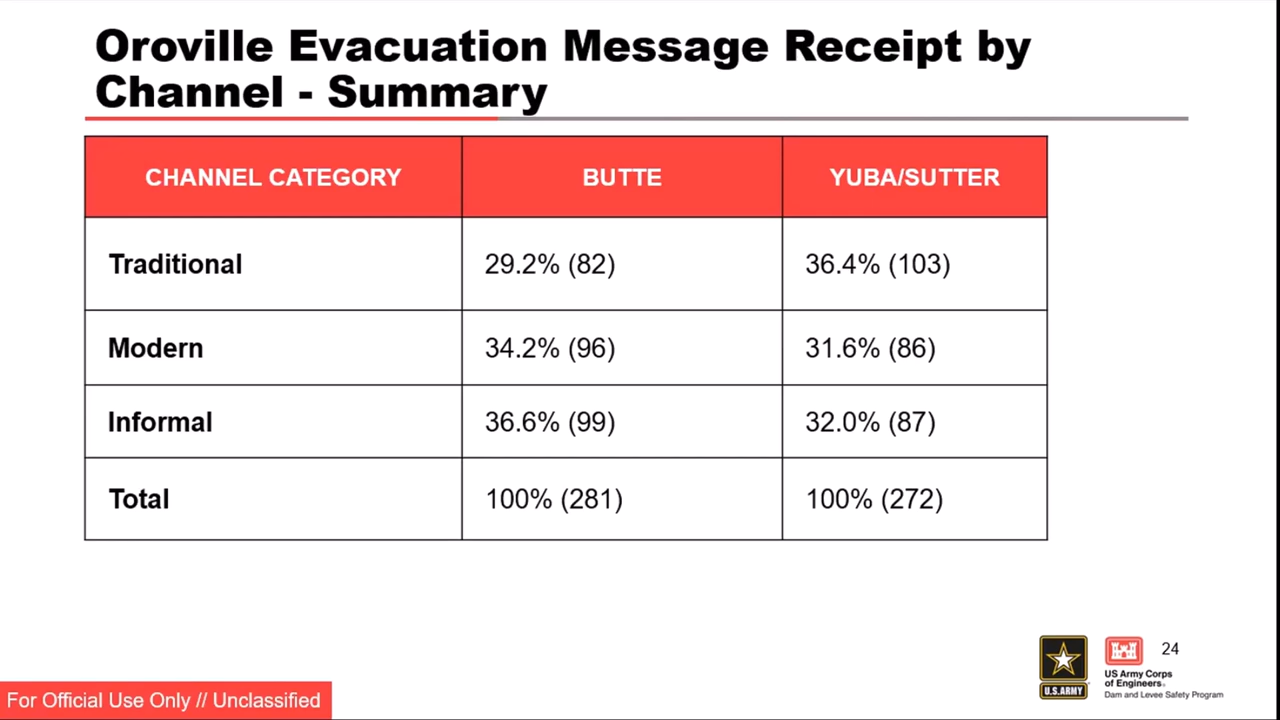 Oroville Evacuation Message Receipt by
Channel - Summary
CHANNEL CATEGORY BUTTE YUBA/SUTTER
Traditional 29.2% (82) 36.4% (103)
Modern 34.2% (96) 31.6% (86)
Informal 36.6% (99) 32.0% (87)
Total 100% (281) 100% (272)
24
U.S.ARMY
US Army Corps
of Engineers®
Dam and Levee Safety Program
For Official Use Only // Unclassified